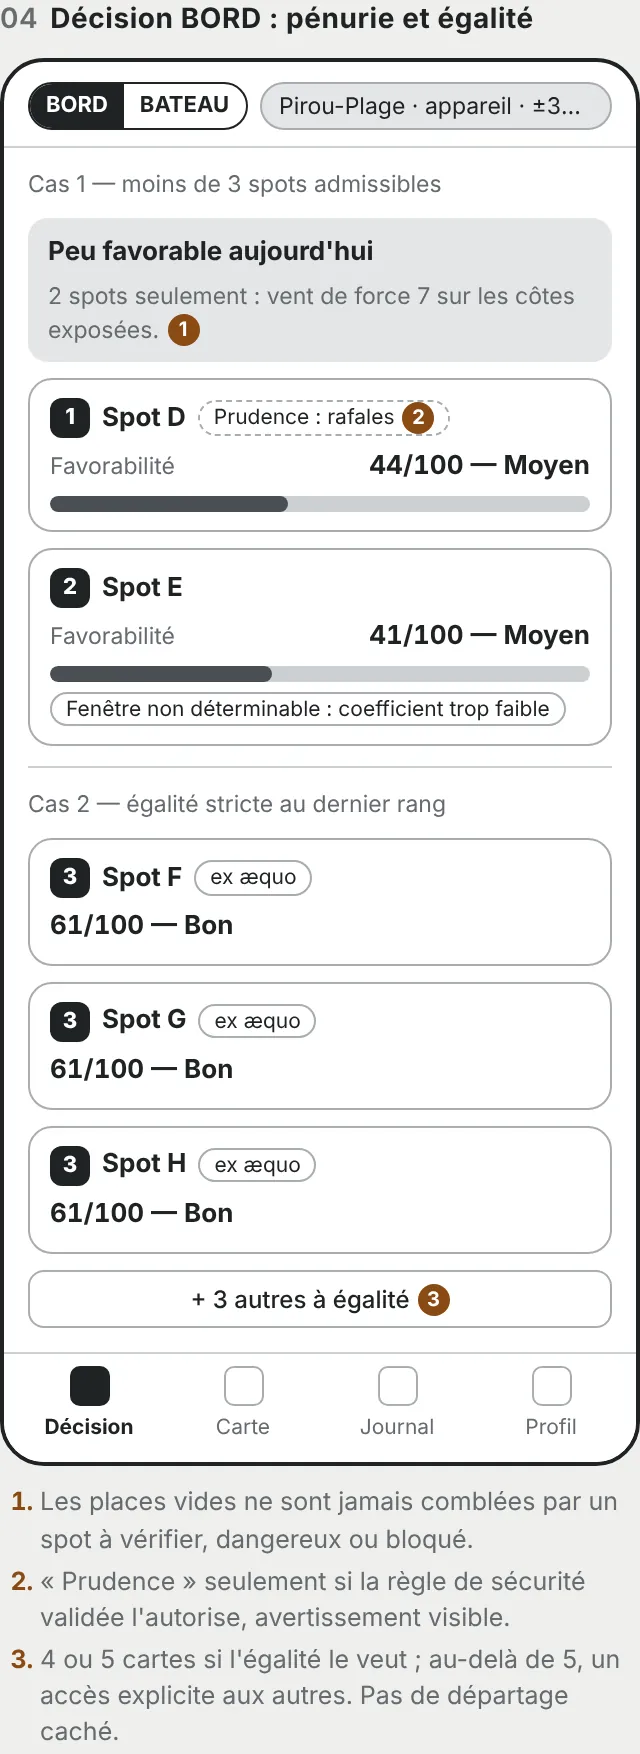 04 Décision BORD : pénurie et égalité
BORD BATEAU Pirou-Plage · appareil · ±3…
Cas 1 — moins de 3 spots admissibles
Peu favorable aujourd'hui
2 spots seulement : vent de force 7 sur les côtes
exposées. 1
1 Spot D Prudence : rafales 2
Favorabilité 44/100 — Moyen
2 Spot E
Favorabilité 41/100 — Moyen
Fenêtre non déterminable : coefficient trop faible
Cas 2 — égalité stricte au dernier rang
3 Spot F ex æquo
61/100 — Bon
3 Spot G ex æquo
61/100 — Bon
3 Spot H ex æquo
61/100 — Bon
+ 3 autres à égalité 3
Décision Carte Journal Profil
1. Les places vides ne sont jamais comblées par un
spot à vérifier, dangereux ou bloqué.
2. « Prudence » seulement si la règle de sécurité
validée l'autorise, avertissement visible.
3. 4 ou 5 cartes si l'égalité le veut ; au-delà de 5, un
accès explicite aux autres. Pas de départage
caché.